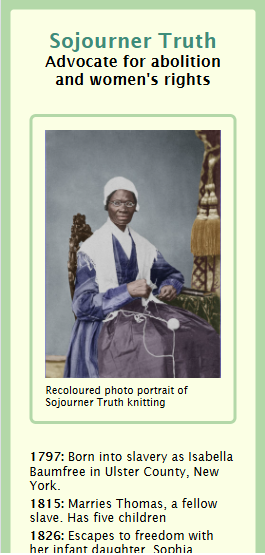 Sojourner Truth
Advocate for abolition
and women's rights
Recoloured photo portrait of
Sojourner Truth knitting
1797: Born into slavery as Isabella
Baumfree in Ulster County, New
York.
1815: Marries Thomas, a fellow
slave. Has five children
1826: Escapes to freedom with
her infant daughter, Sophia